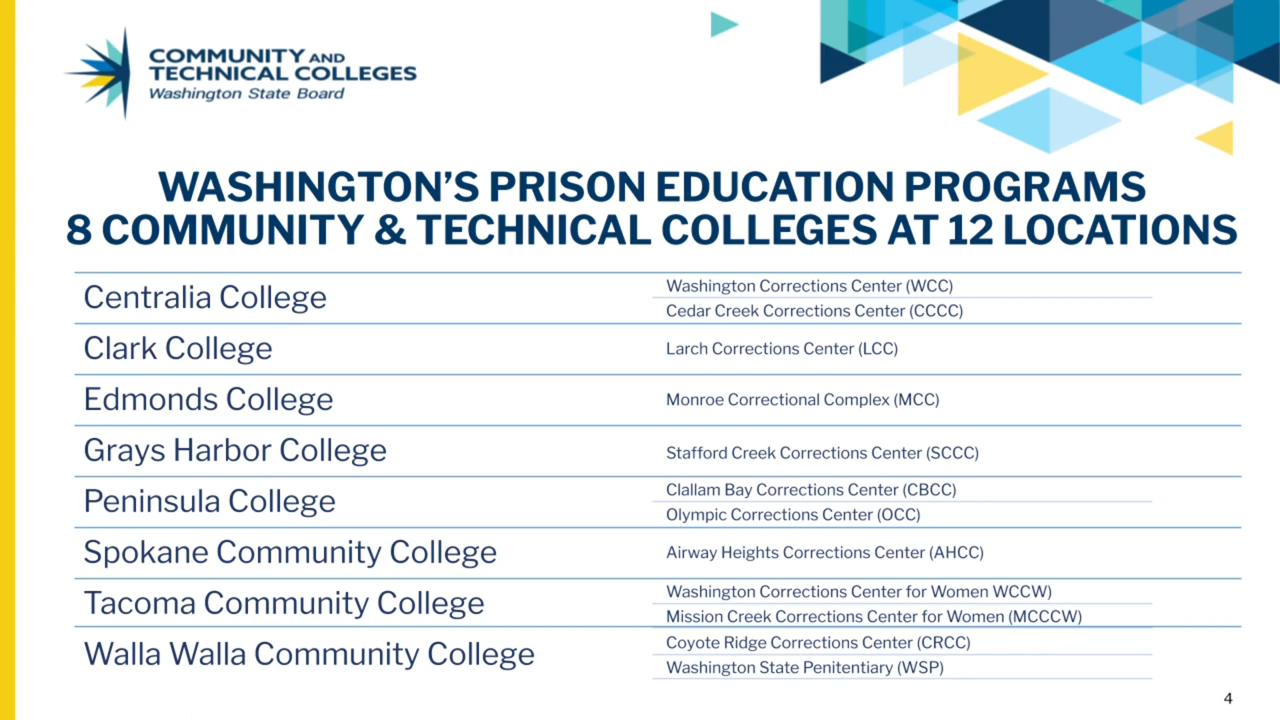 COMMUNITY AND
TECHNICAL COLLEGES
Washington State Board
WASHINGTON’S PRISON EDUCATION PROGRAMS
8 COMMUNITY & TECHNICAL COLLEGES AT 12 LOCATIONS
Centralia College
Washington Corrections Center (WCC)
Cedar Creek Corrections Center (CCCC)
Clark College
Larch Corrections Center (LCC)
Edmonds College
Monroe Correctional Complex (MCC)
Grays Harbor College
Stafford Creek Corrections Center (SCCC)
Peninsula College
Clallam Bay Corrections Center (CBCC)
Olympic Corrections Center (OCC)
Spokane Community College
Airway Heights Corrections Center (AHCC)
Tacoma Community College
Washington Corrections Center for Women WCCW)
Mission Creek Corrections Center for Women (MCCCW)
Walla Walla Community College
Coyote Ridge Corrections Center (CRCC)
Washington State Penitentiary (WSP)
4